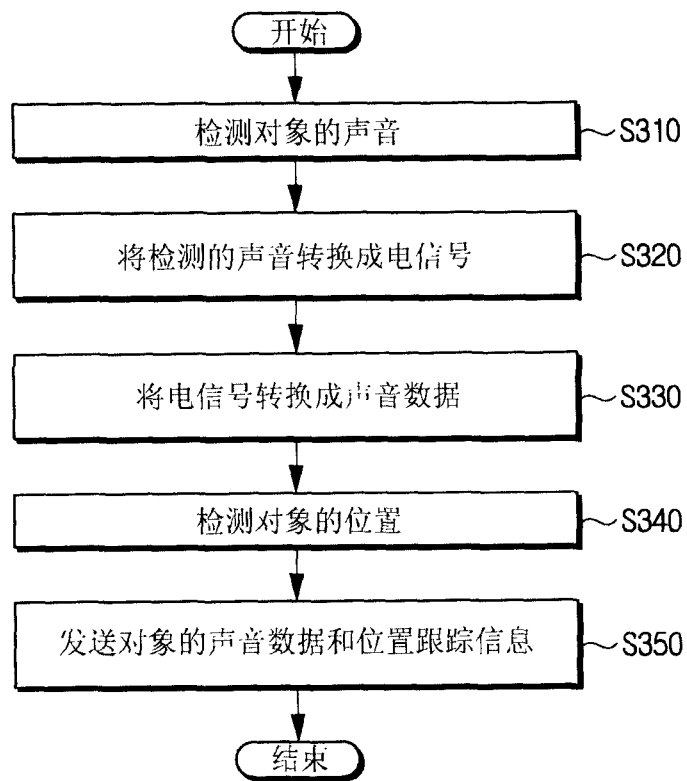 开始
检测对象的声音
S310
将检测的声音转换成电信号
S320
将电信号转换成声音数据
S330
检测对象的位置
S340
发送对象的声音数据和位置跟踪信息
S350
结束